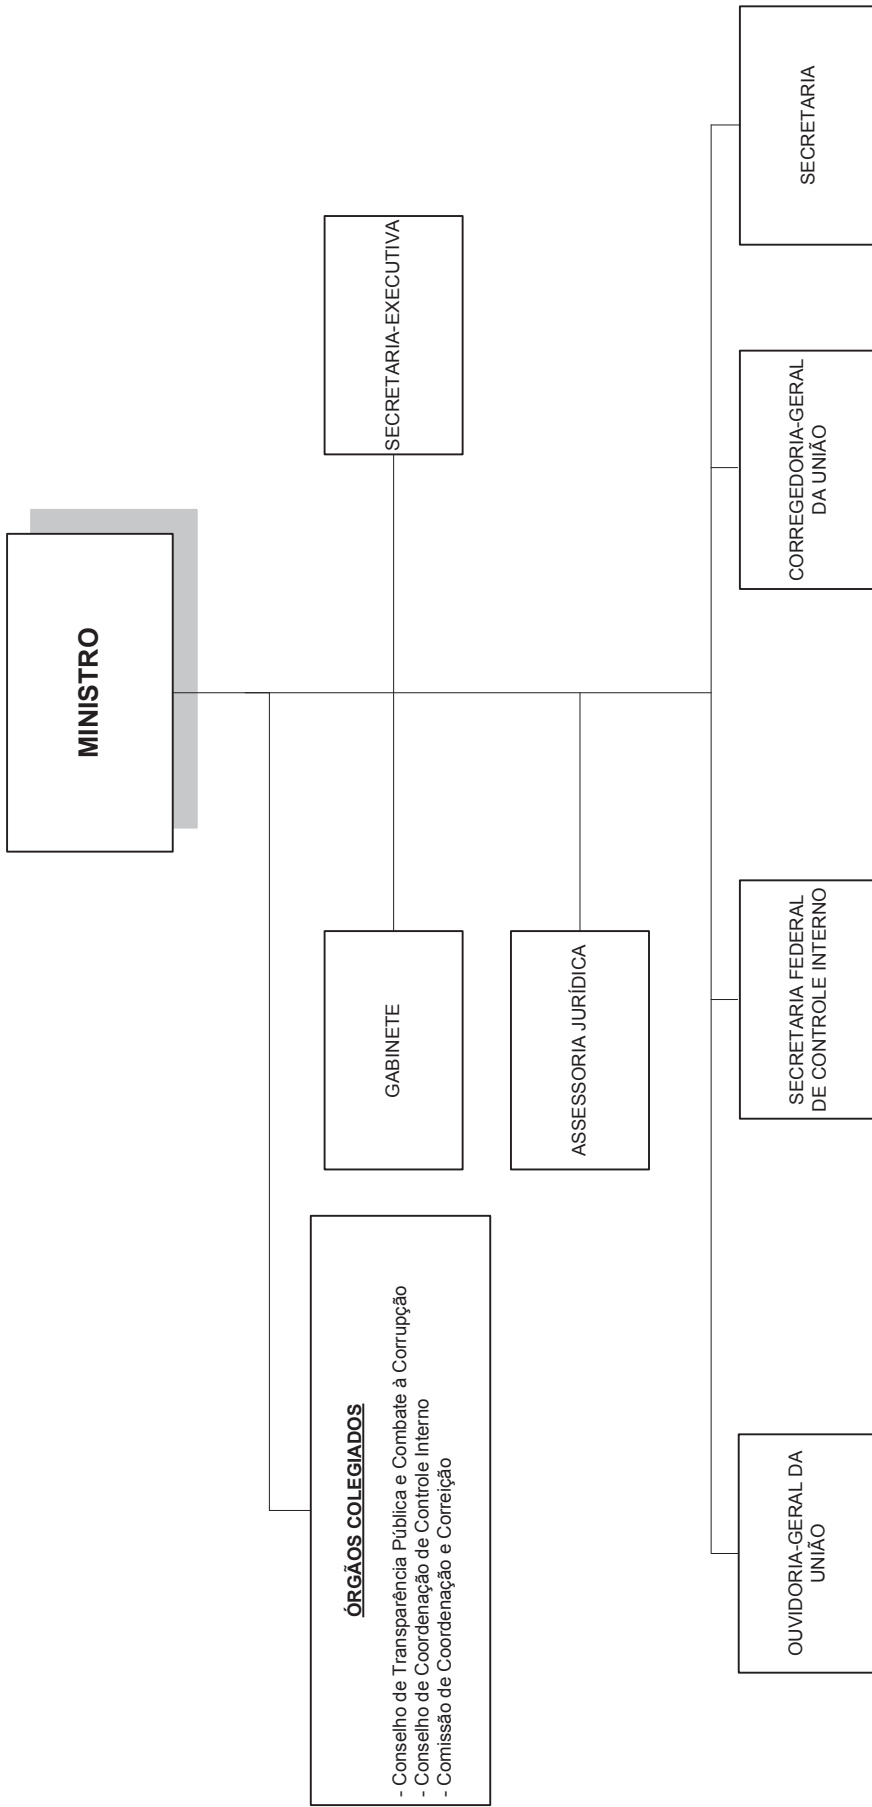 MINISTRO
ÓRGÃOS COLEGIADOS
- Conselho de Transparência Pública e Combate à Corrupção
- Conselho de Coordenação de Controle Interno
- Comissão de Coordenação e Correição
GABINETE
SECRETARIA-EXECUTIVA
ASSESSORIA JURÍDICA
OUVIDORIA-GERAL DA
UNIÃO
SECRETARIA FEDERAL
DE CONTROLE INTERNO
CORREGEDORIA-GERAL
DA UNIÃO
SECRETARIA